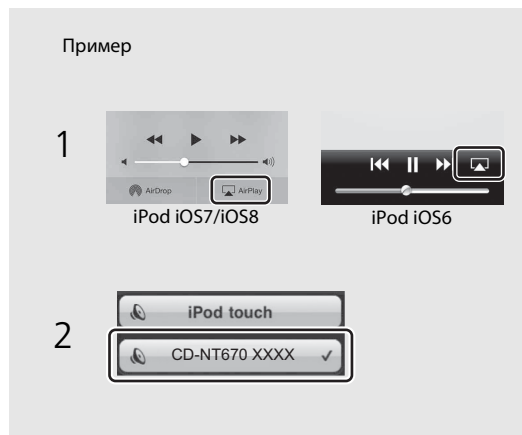 Пример
1
AirDrop
AirPlay
iPod iOS7/iOS8
iPod iOS6
2
iPod touch
CD-NT670 XXXX